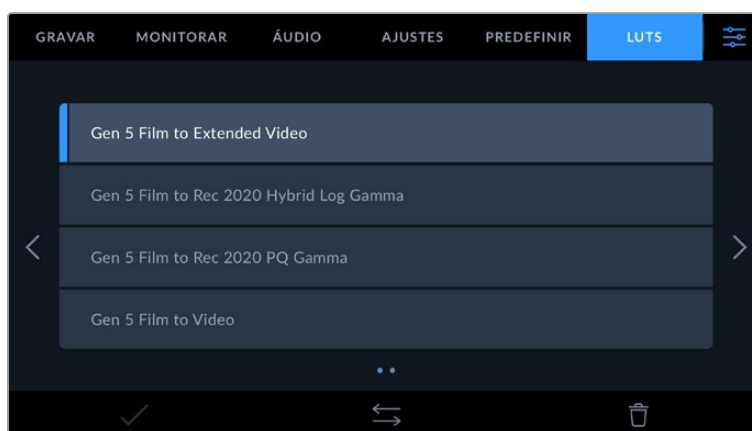 GRAVAR MONITORAR ÁUDIO AJUSTES PREDEFINIR LUTS
Gen 5 Film to Extended Video
Gen 5 Film to Rec 2020 Hybrid Log Gamma
Gen 5 Film to Rec 2020 PQ Gamma
Gen 5 Film to Video